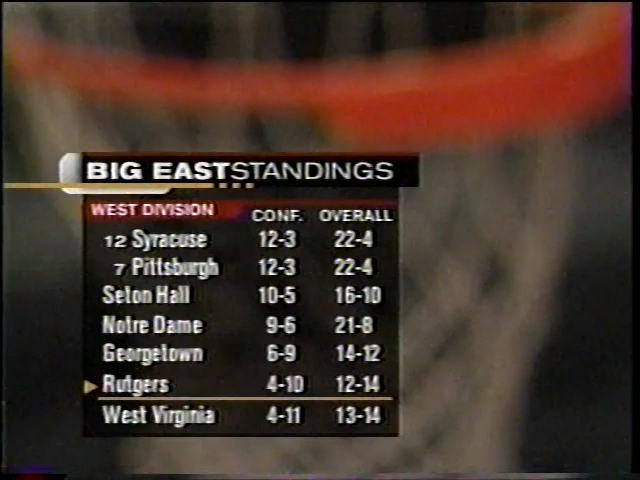 BIG EAST STANDINGS
WEST DIVISION CONF. OVERALL
12 Syracuse 12-3 22-4
7 Pittsburgh 12-3 22-4
Seton Hall 10-5 16-10
Notre Dame 9-6 21-8
Georgetown 6-9 14-12
Rutgers 4-10 12-14
West Virginia 4-11 13-14